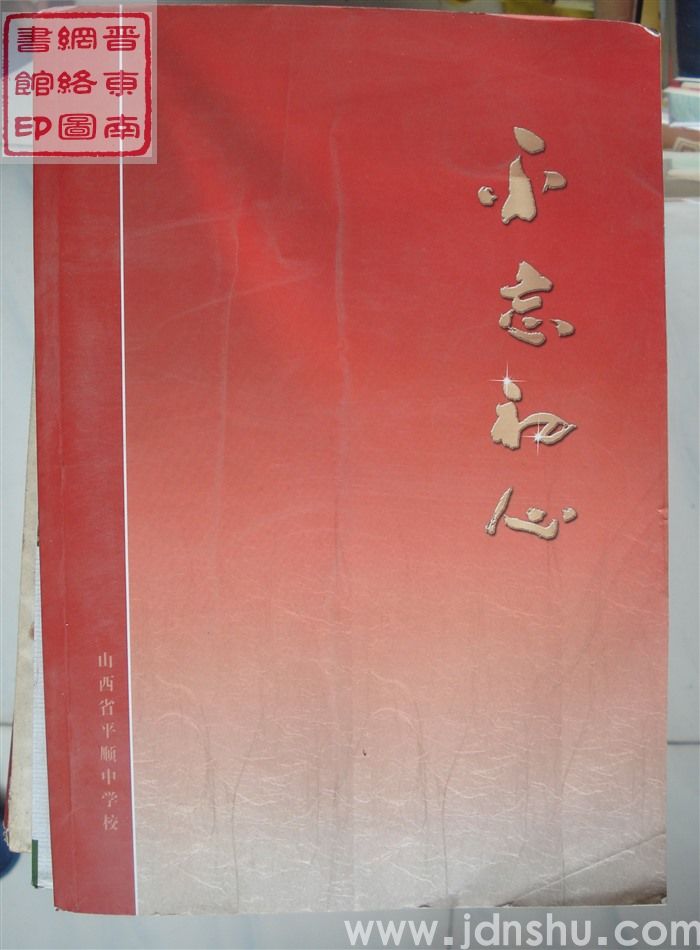 晋東南
網絡圖
書館印
不忘初心
山西省平顺中学校
www.jdnshu.com